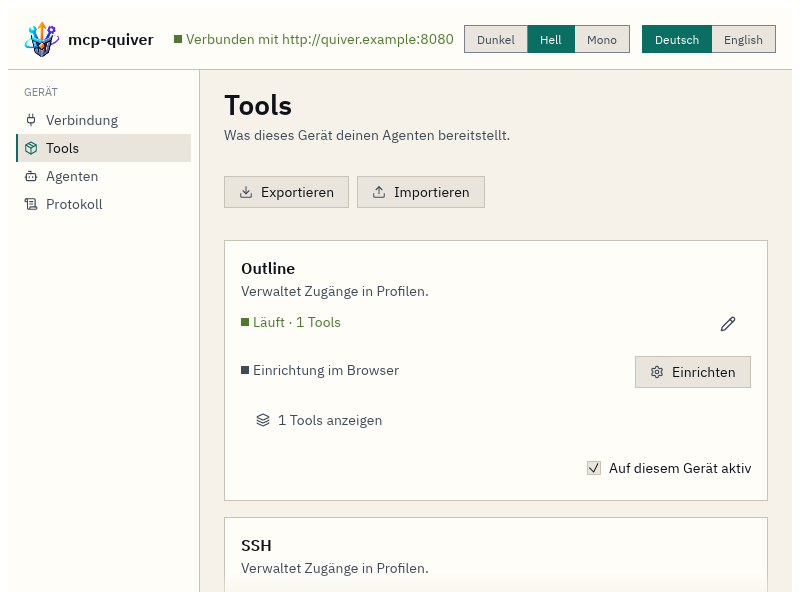 mcp-quiver
Verbunden mit http://quiver.example:8080
Dunkel Hell Mono
Deutsch English
GERÄT
Verbindung
Tools
Agenten
Protokoll
Tools
Was dieses Gerät deinen Agenten bereitstellt.
Exportieren Importieren
Outline
Verwaltet Zugänge in Profilen.
Läuft · 1 Tools
Einrichtung im Browser
Einrichten
1 Tools anzeigen
Auf diesem Gerät aktiv
SSH
Verwaltet Zugänge in Profilen.